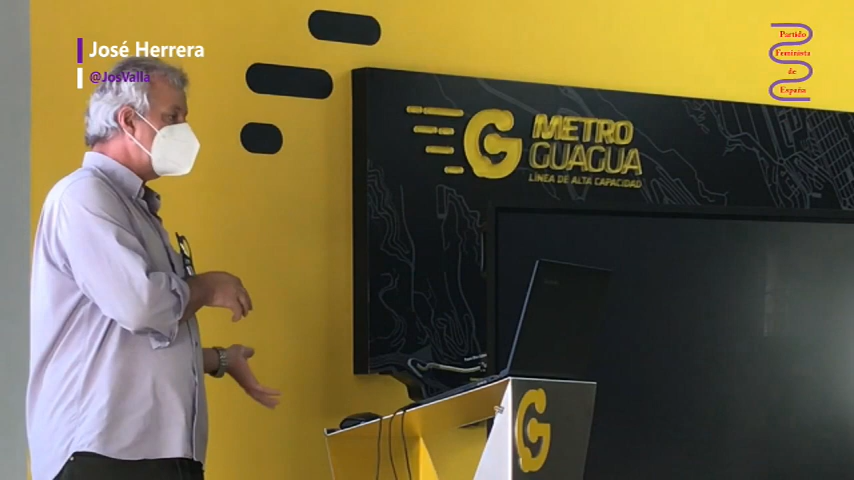 José Herrera
@JosValla
Partido
Feminista
de
España
G METRO
GUAGUA
LÍNEA DE ALTA CAPACIDAD
G